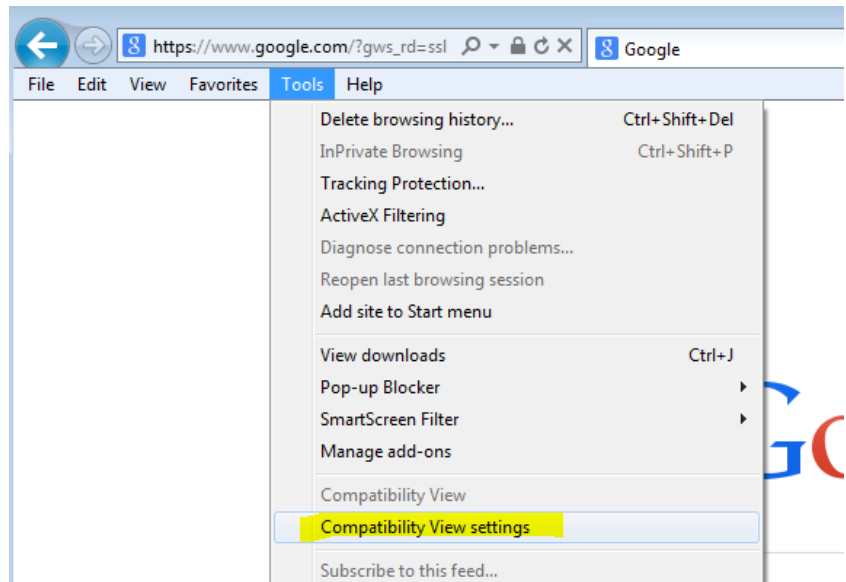 8 https://www.google.com/?gws_rd=ssl 8 Google
File Edit View Favorites Tools Help
Delete browsing history... Ctrl+Shift+Del
InPrivate Browsing Ctrl+Shift+P
Tracking Protection...
ActiveX Filtering
Diagnose connection problems...
Reopen last browsing session
Add site to Start menu
View downloads Ctrl+J
Pop-up Blocker
SmartScreen Filter
Manage add-ons
Go
Compatibility View
Compatibility View settings
Subscribe to this feed...